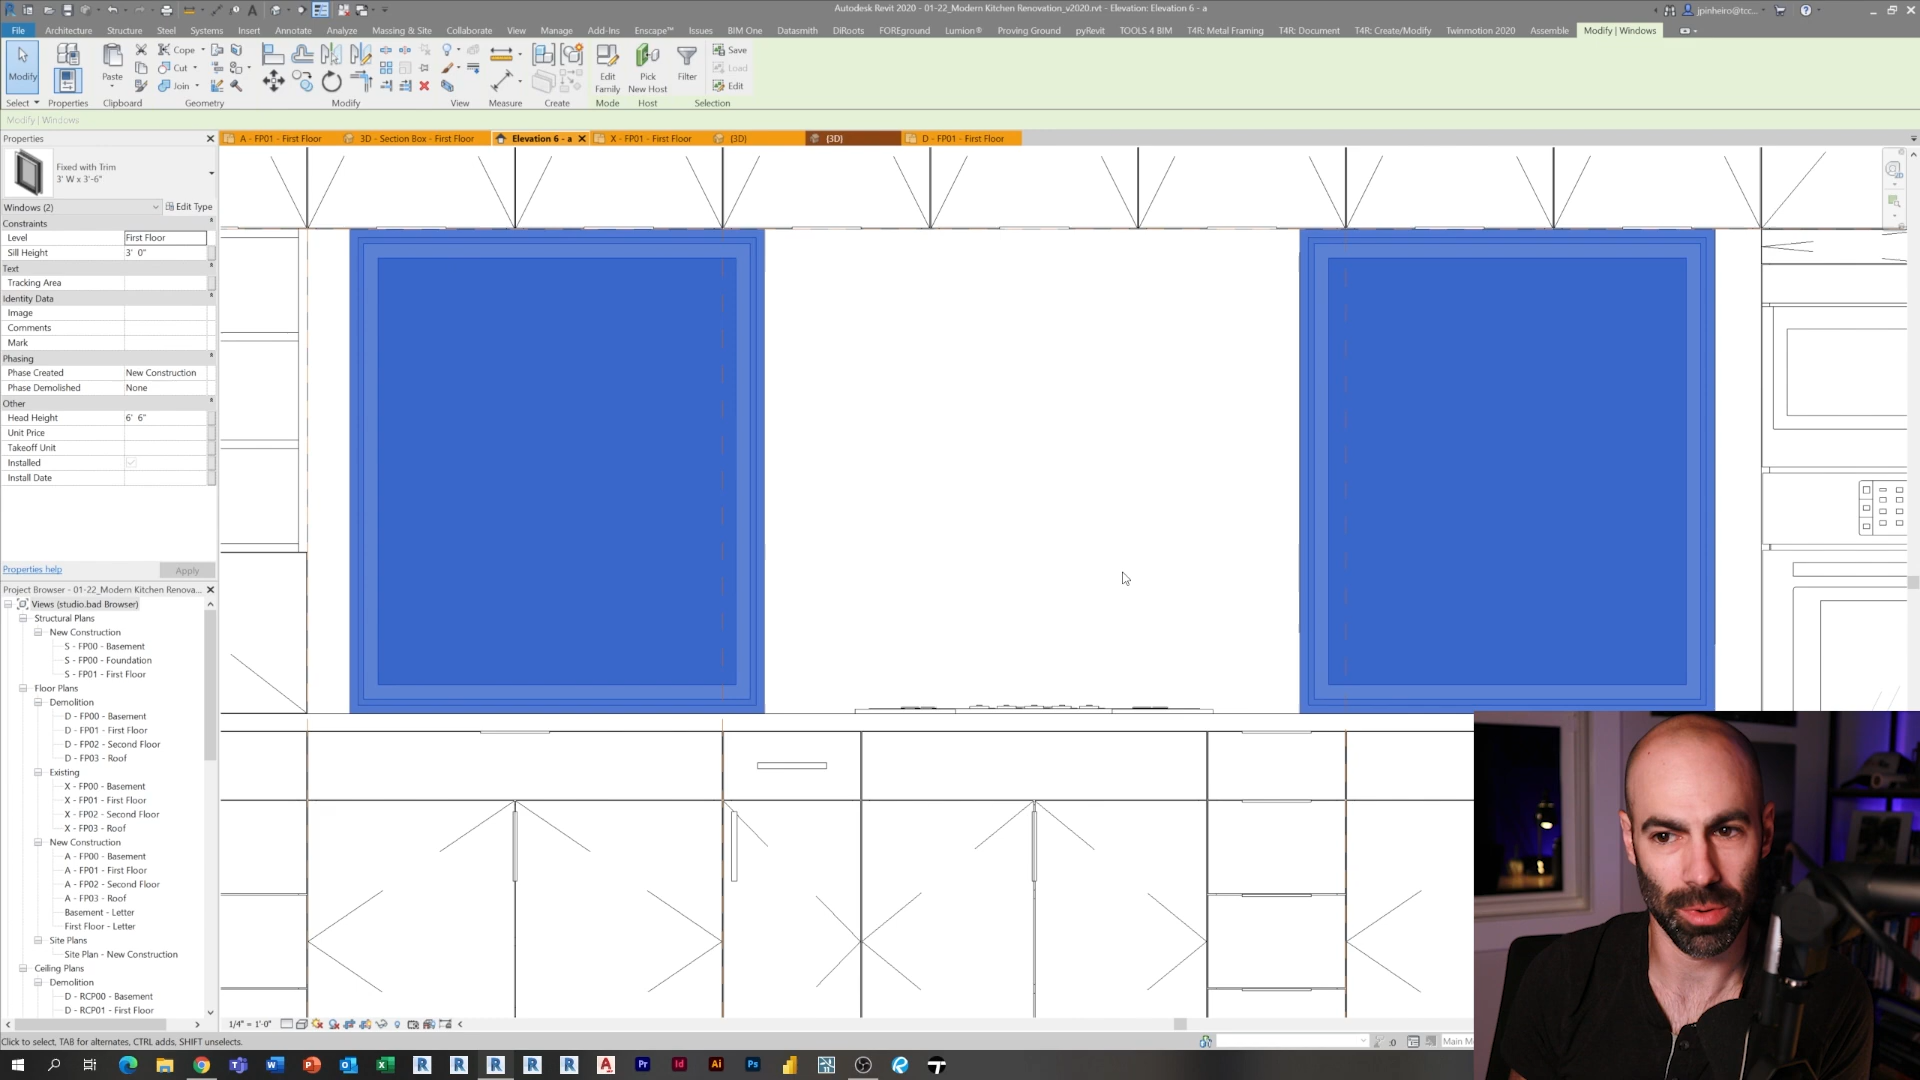 Autodesk Revit 2020 - 01-22_Modern Kitchen Renovation_v2020.rvt - Elevation: Elevation 6 - a
jpinheiro@tcc...
File Architecture Structure Steel Systems Insert Annotate Analyze Massing & Site Collaborate View Manage Add-Ins Enscape™ Issues BIM One Datasmith DiRoots FOREground Lumion® Proving Ground pyRevit TOOLS 4 BIM T4R: Metal Framing T4R: Document T4R: Create/Modify Twinmotion 2020 Assemble Modify | Windows
Cope
Cut
Join
Modify
Paste
Edit Family
Pick New Host
Filter
Save
Load
Edit
Select Properties Clipboard Geometry Modify View Measure Create Mode Host Selection
Modify | Windows
Properties
A - FP01 - First Floor 3D - Section Box - First Floor Elevation 6 - a X - FP01 - First Floor {3D} {3D} D - FP01 - First Floor
Fixed with Trim
3' W x 3'-6"
Windows (2) Edit Type
Constraints
Level First Floor
Sill Height 3' 0"
Text
Tracking Area
Identity Data
Image
Comments
Mark
Phasing
Phase Created New Construction
Phase Demolished None
Other
Head Height 6' 6"
Unit Price
Takeoff Unit
Installed
Install Date
Properties help Apply
Project Browser - 01-22_Modern Kitchen Renova...
Views (studio.bad Browser)
Structural Plans
New Construction
S - FP00 - Basement
S - FP00 - Foundation
S - FP01 - First Floor
Floor Plans
Demolition
D - FP00 - Basement
D - FP01 - First Floor
D - FP02 - Second Floor
D - FP03 - Roof
Existing
X - FP00 - Basement
X - FP01 - First Floor
X - FP02 - Second Floor
X - FP03 - Roof
New Construction
A - FP00 - Basement
A - FP01 - First Floor
A - FP02 - Second Floor
A - FP03 - Roof
Basement - Letter
First Floor - Letter
Site Plans
Site Plan - New Construction
Ceiling Plans
Demolition
D - RCP00 - Basement
D - RCP01 - First Floor
1/4" = 1'-0"
Click to select, TAB for alternates, CTRL adds, SHIFT unselects.
:0
Main M